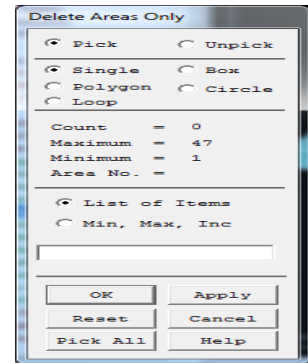 Delete Areas Only
Pick Unpick
Single Box
Polygon Circle
Loop
Count = 0
Maximum = 47
Minimum = 1
Area No. =
List of Items
Min, Max, Inc
OK Apply
Reset Cancel
Pick All Help